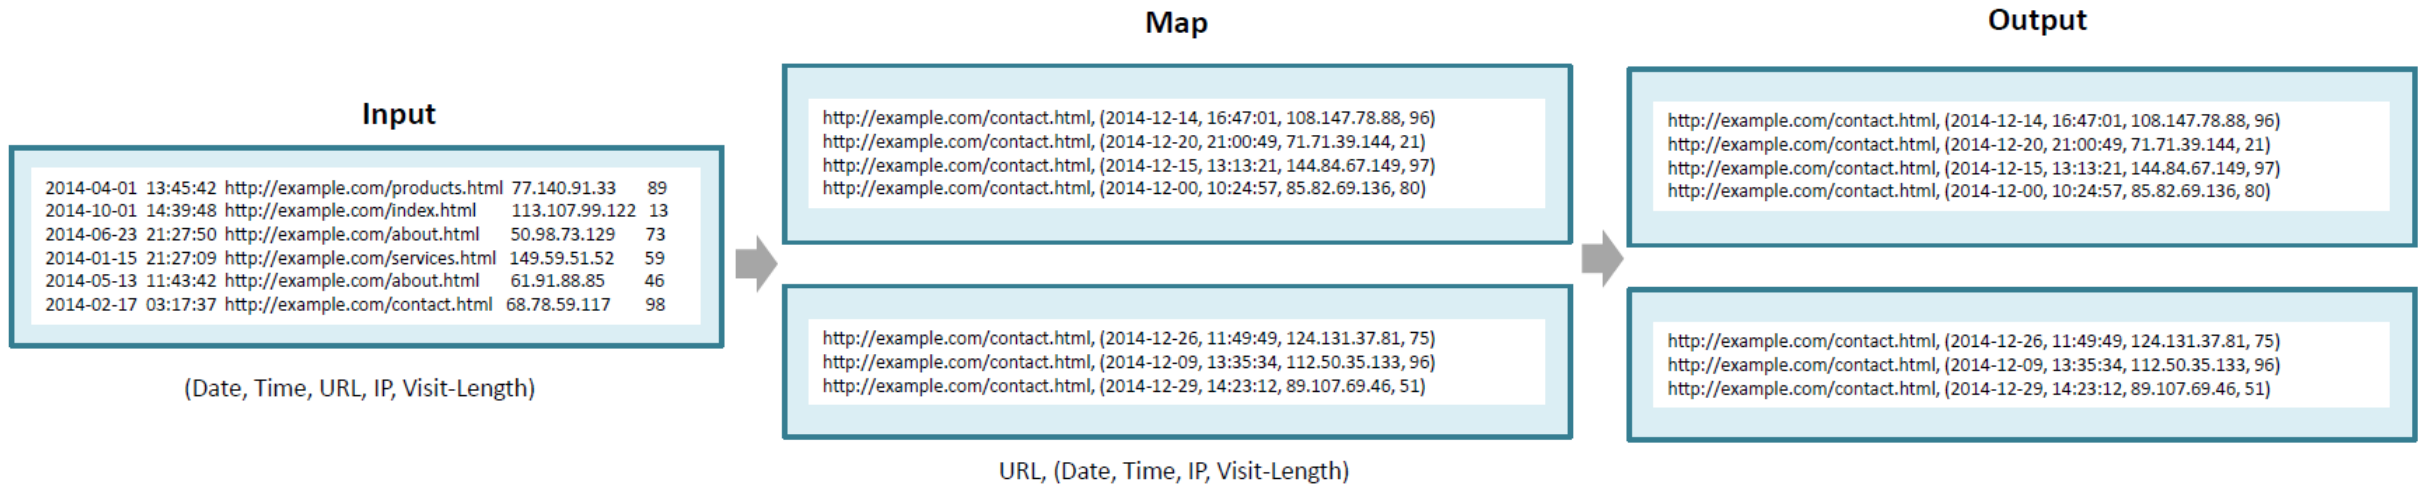 Input
2014-04-01 13:45:42 http://example.com/products.html 77.140.91.33 89
2014-10-01 14:39:48 http://example.com/index.html 113.107.99.122 13
2014-06-23 21:27:50 http://example.com/about.html 50.98.73.129 73
2014-01-15 21:27:09 http://example.com/services.html 149.59.51.52 59
2014-05-13 11:43:42 http://example.com/about.html 61.91.88.85 46
2014-02-17 03:17:37 http://example.com/contact.html 68.78.59.117 98
(Date, Time, URL, IP, Visit-Length)
Map
http://example.com/contact.html, (2014-12-14, 16:47:01, 108.147.78.88, 96)
http://example.com/contact.html, (2014-12-20, 21:00:49, 71.71.39.144, 21)
http://example.com/contact.html, (2014-12-15, 13:13:21, 144.84.67.149, 97)
http://example.com/contact.html, (2014-12-00, 10:24:57, 85.82.69.136, 80)
http://example.com/contact.html, (2014-12-26, 11:49:49, 124.131.37.81, 75)
http://example.com/contact.html, (2014-12-09, 13:35:34, 112.50.35.133, 96)
http://example.com/contact.html, (2014-12-29, 14:23:12, 89.107.69.46, 51)
URL, (Date, Time, IP, Visit-Length)
Output
http://example.com/contact.html, (2014-12-14, 16:47:01, 108.147.78.88, 96)
http://example.com/contact.html, (2014-12-20, 21:00:49, 71.71.39.144, 21)
http://example.com/contact.html, (2014-12-15, 13:13:21, 144.84.67.149, 97)
http://example.com/contact.html, (2014-12-00, 10:24:57, 85.82.69.136, 80)
http://example.com/contact.html, (2014-12-26, 11:49:49, 124.131.37.81, 75)
http://example.com/contact.html, (2014-12-09, 13:35:34, 112.50.35.133, 96)
http://example.com/contact.html, (2014-12-29, 14:23:12, 89.107.69.46, 51)